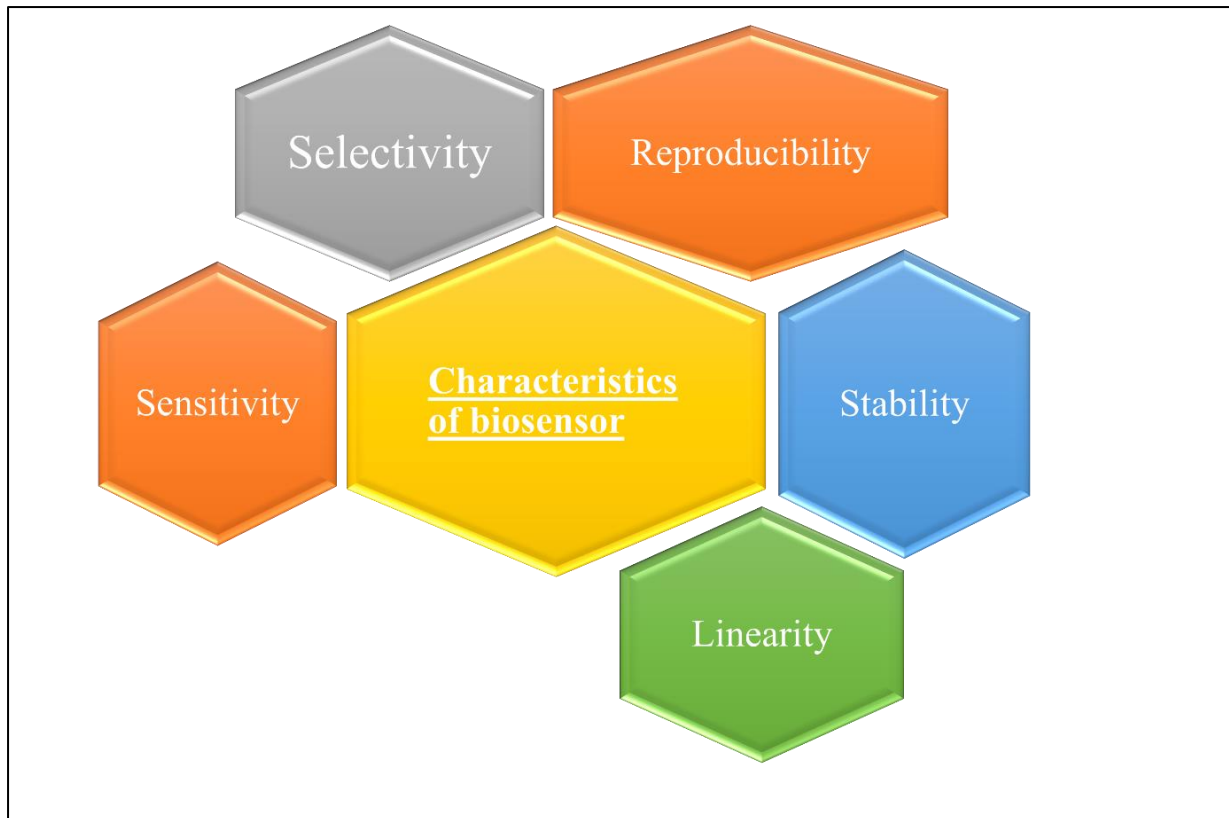 Selectivity
Reproducibility
Sensitivity
Characteristics
of biosensor
Stability
Linearity